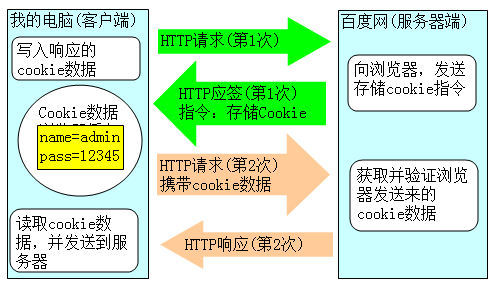 我的电脑(客户端)
写入响应的
cookie数据
Cookie数据
name=admin
pass=12345
读取cookie数
据，并发送到服
务器
HTTP请求(第1次)
HTTP应签(第1次)
指令：存储Cookie
HTTP请求(第2次)
携带cookie数据
HTTP响应(第2次)
百度网(服务器端)
向浏览器，发送
存储cookie指令
获取并验证浏览
器发送来的
cookie数据